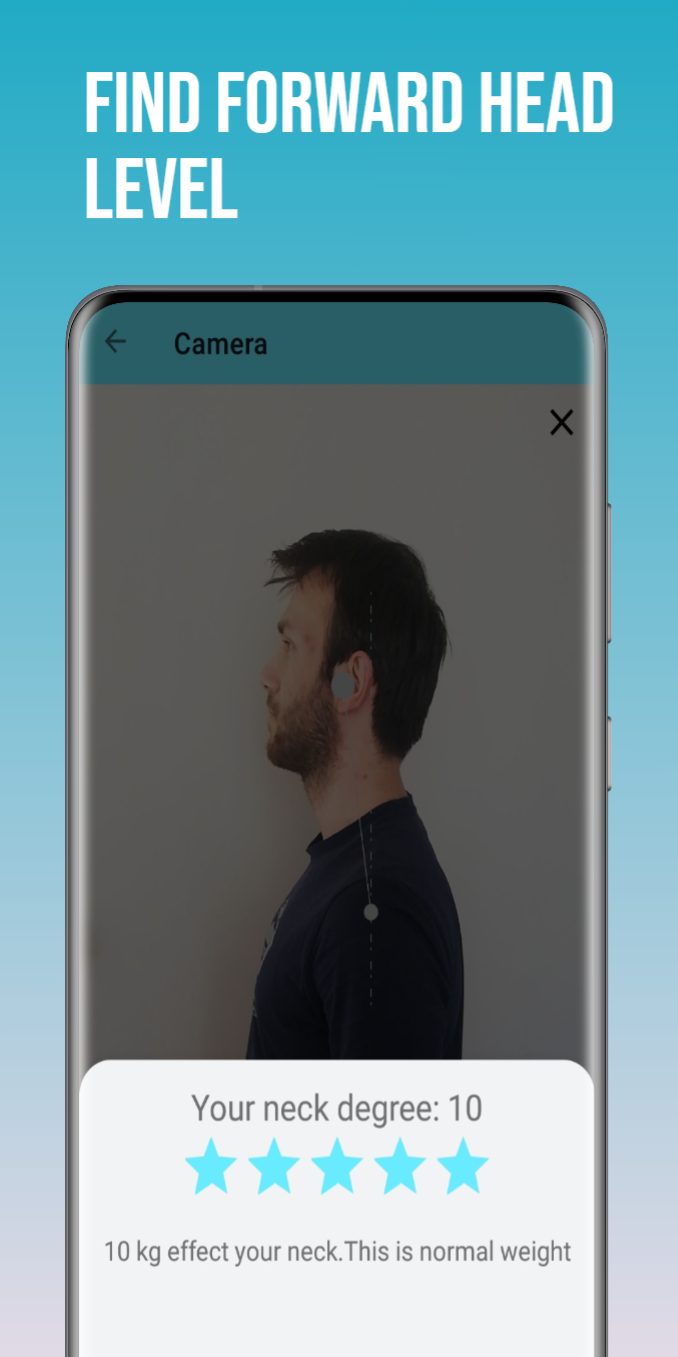 FIND FORWARD HEAD
LEVEL
Camera
Your neck degree: 10
10 kg effect your neck.This is normal weight